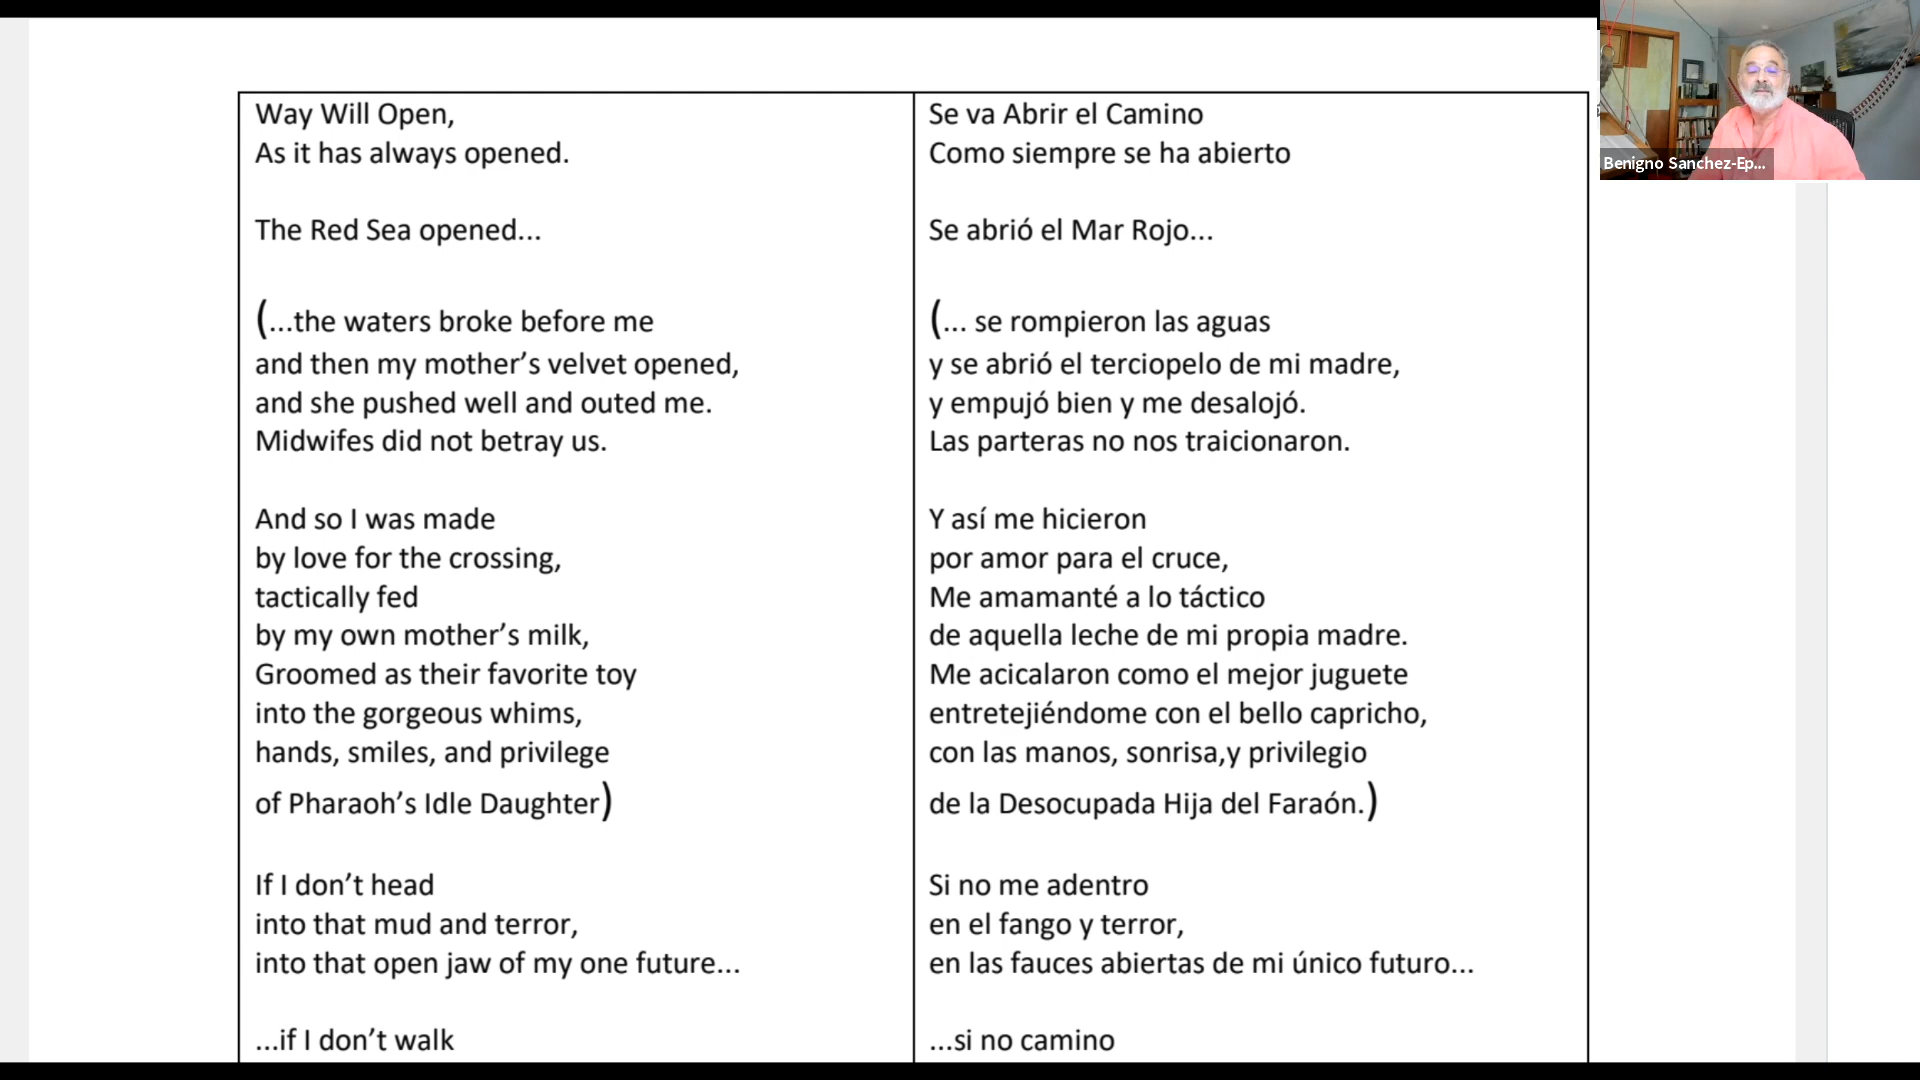 Way Will Open,
As it has always opened.
The Red Sea opened...
(...the waters broke before me
and then my mother’s velvet opened,
and she pushed well and outed me.
Midwifes did not betray us.
And so I was made
by love for the crossing,
tactically fed
by my own mother’s milk,
Groomed as their favorite toy
into the gorgeous whims,
hands, smiles, and privilege
of Pharaoh’s Idle Daughter)
If I don’t head
into that mud and terror,
into that open jaw of my one future...
...if I don’t walk
Se va Abrir el Camino
Como siempre se ha abierto
Se abrió el Mar Rojo...
(... se rompieron las aguas
y se abrió el terciopelo de mi madre,
y empujó bien y me desalojó.
Las parteras no nos traicionaron.
Y así me hicieron
por amor para el cruce,
Me amamanté a lo táctico
de aquella leche de mi propia madre.
Me acicalaron como el mejor juguete
entretejiéndome con el bello capricho,
con las manos, sonrisa,y privilegio
de la Desocupada Hija del Faraón.)
Si no me adentro
en el fango y terror,
en las fauces abiertas de mi único futuro...
...si no camino
Benigno Sanchez-Ep...